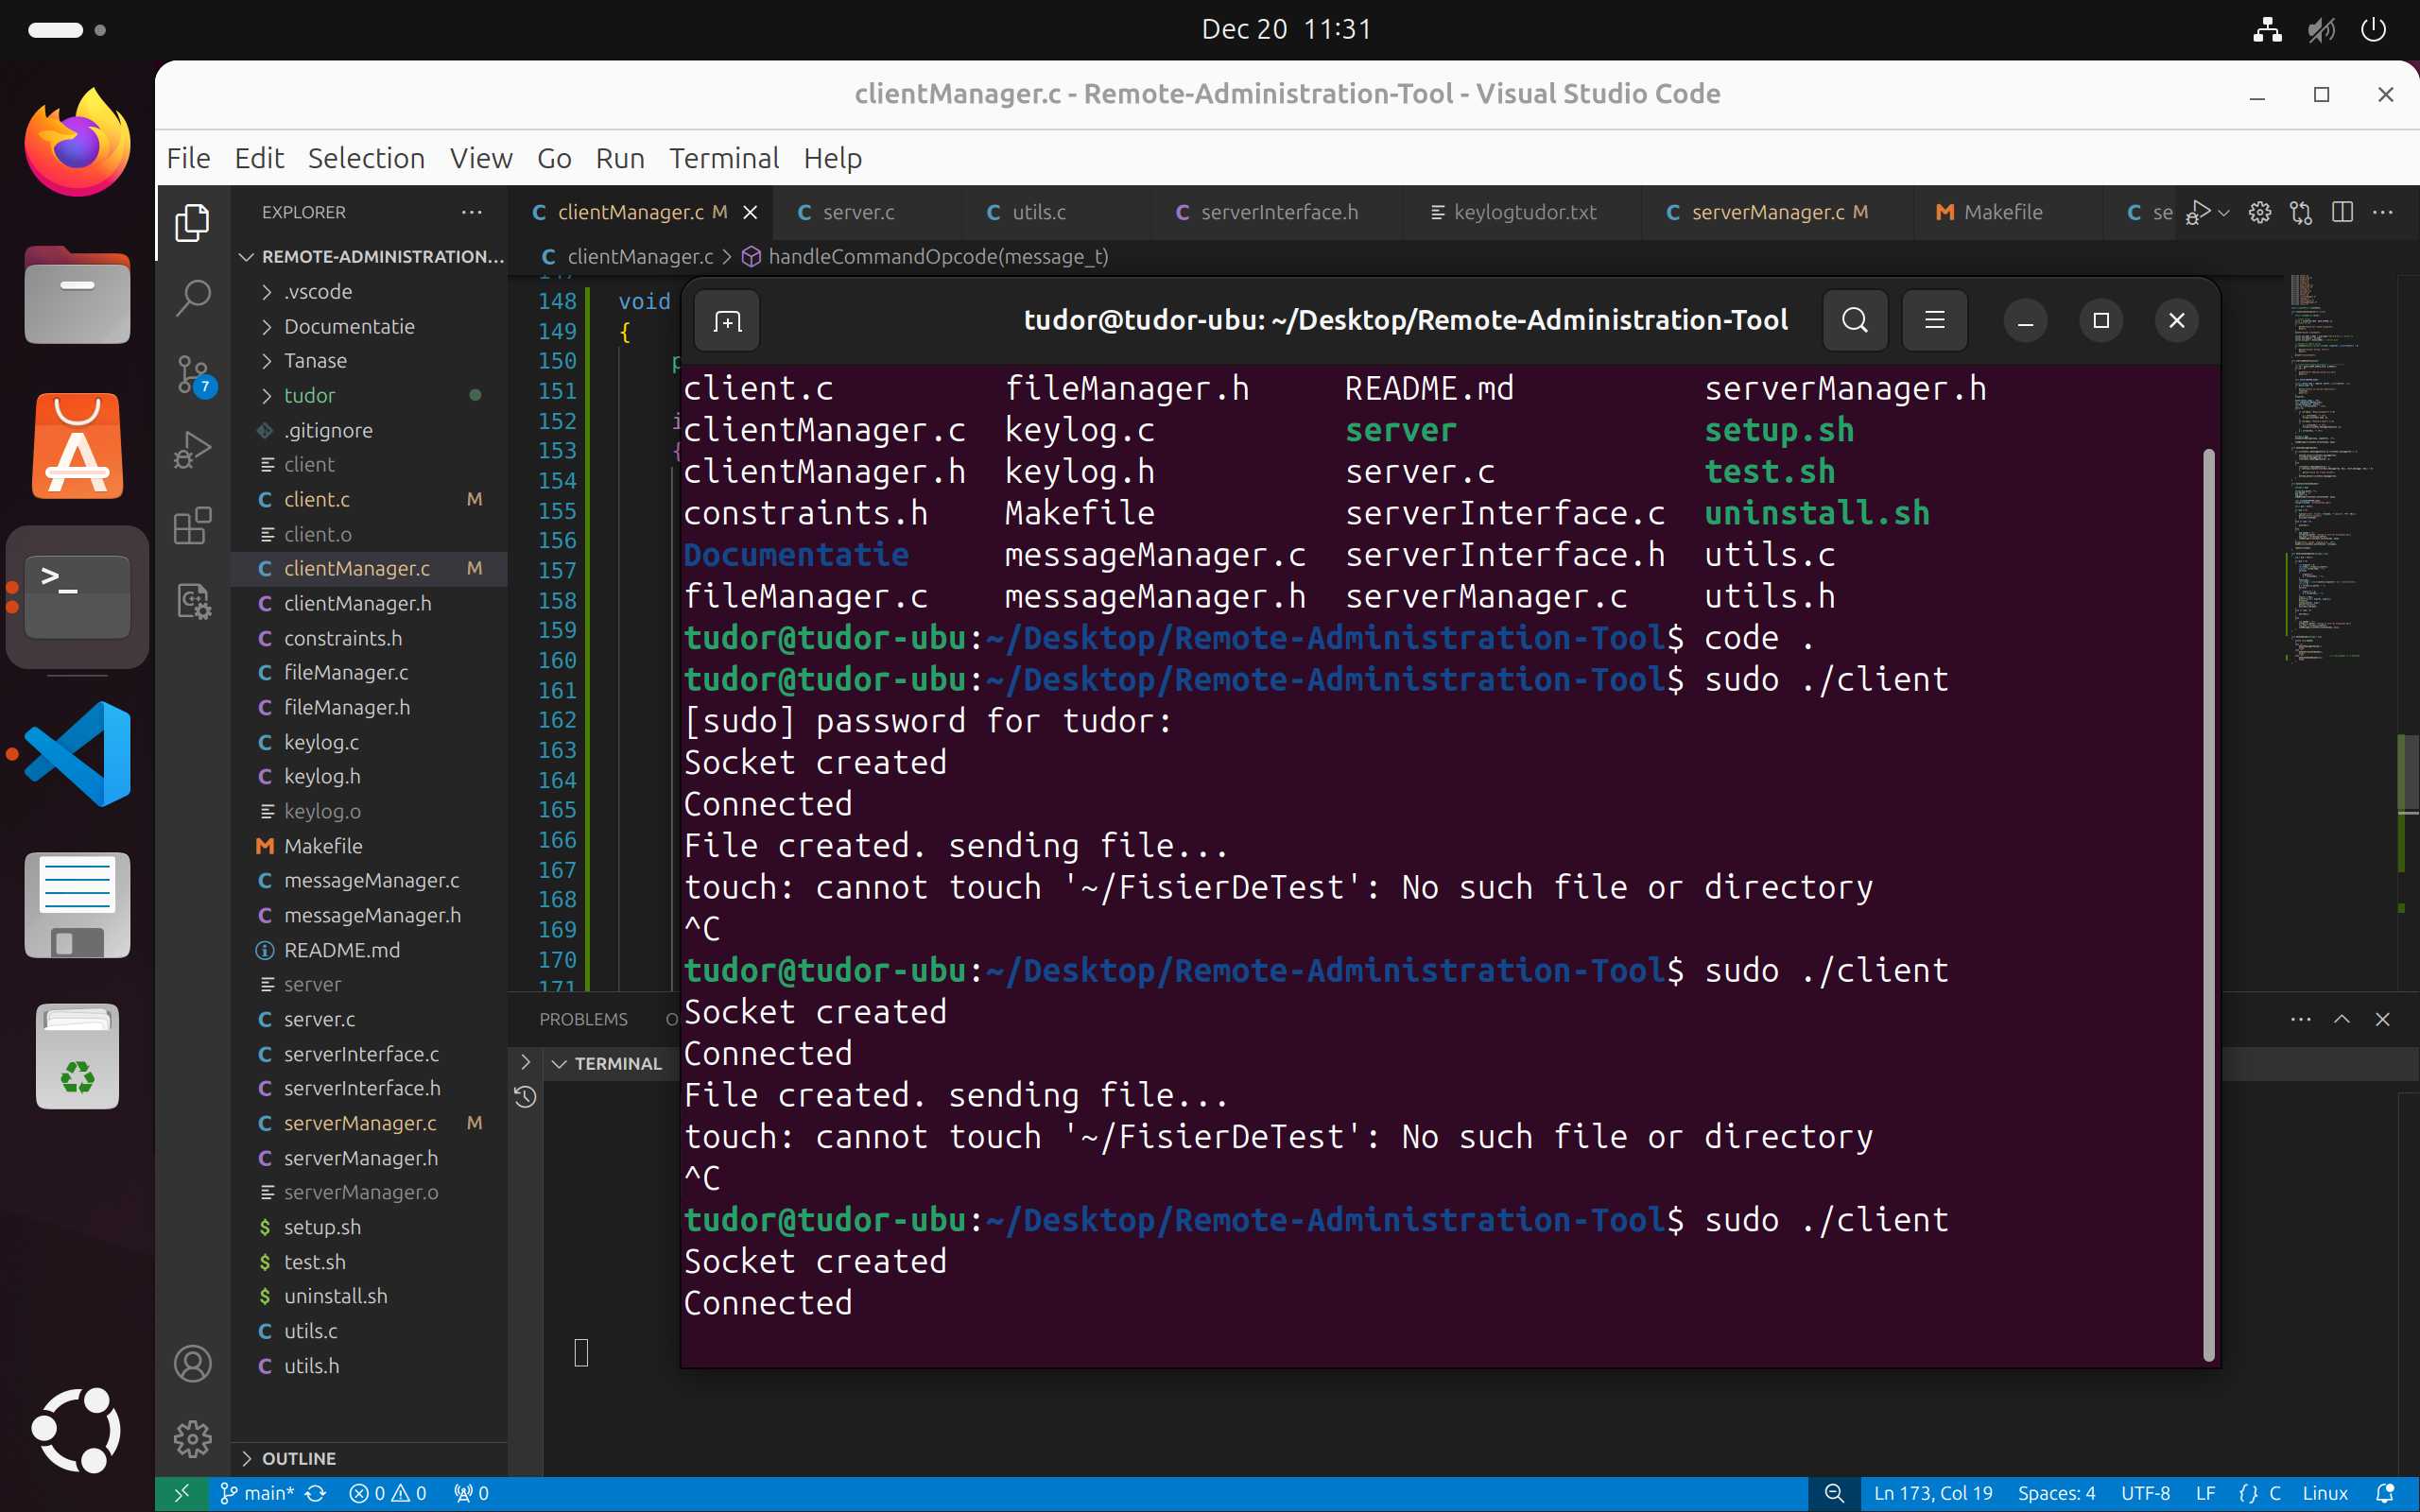 Dec 20 11:31
clientManager.c - Remote-Administration-Tool - Visual Studio Code
File Edit Selection View Go Run Terminal Help
EXPLORER
clientManager.c M
server.c
utils.c
serverInterface.h
keylogtudor.txt
serverManager.c M
Makefile
se
REMOTE-ADMINISTRATION...
clientManager.c > handleCommandOpcode(message_t)
.vscode
Documentatie
Tanase
tudor
.gitignore
client
client.c M
client.o
clientManager.c M
clientManager.h
constraints.h
fileManager.c
fileManager.h
keylog.c
keylog.h
keylog.o
Makefile
messageManager.c
messageManager.h
README.md
server
server.c
serverInterface.c
serverInterface.h
serverManager.c M
serverManager.h
serverManager.o
setup.sh
test.sh
uninstall.sh
utils.c
utils.h
OUTLINE
7
148 void
149 {
150 p
151
152 i
153 {
154
155
156
157
158
159
160
161
162
163
164
165
166
167
168
169
170
171
tudor@tudor-ubu: ~/Desktop/Remote-Administration-Tool
client.c fileManager.h README.md serverManager.h
clientManager.c keylog.c server setup.sh
clientManager.h keylog.h server.c test.sh
constraints.h Makefile serverInterface.c uninstall.sh
Documentatie messageManager.c serverInterface.h utils.c
fileManager.c messageManager.h serverManager.c utils.h
tudor@tudor-ubu:~/Desktop/Remote-Administration-Tool$ code .
tudor@tudor-ubu:~/Desktop/Remote-Administration-Tool$ sudo ./client
[sudo] password for tudor:
Socket created
Connected
File created. sending file...
touch: cannot touch '~/FisierDeTest': No such file or directory
^C
tudor@tudor-ubu:~/Desktop/Remote-Administration-Tool$ sudo ./client
Socket created
Connected
File created. sending file...
touch: cannot touch '~/FisierDeTest': No such file or directory
^C
tudor@tudor-ubu:~/Desktop/Remote-Administration-Tool$ sudo ./client
Socket created
Connected
PROBLEMS O
TERMINAL
main* 0 0 0
Ln 173, Col 19 Spaces: 4 UTF-8 LF {} C Linux